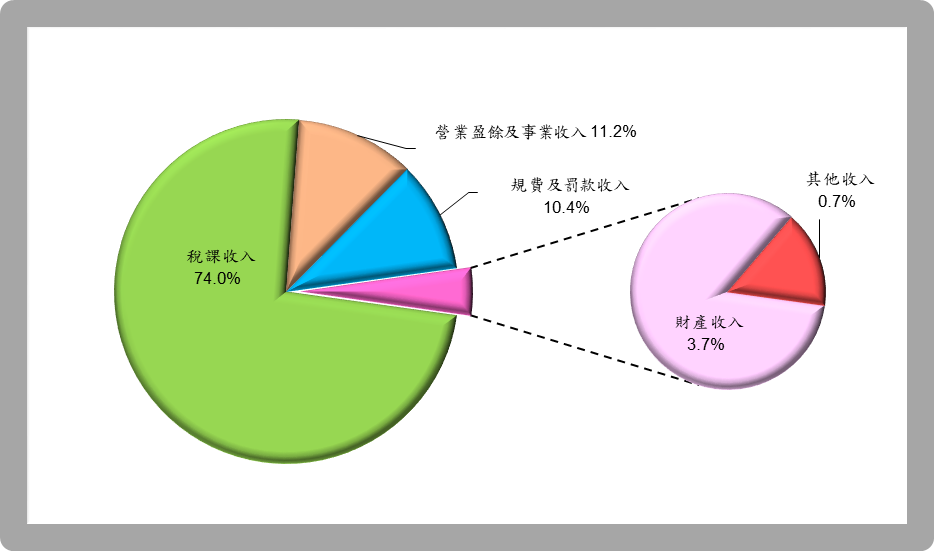 營業盈餘及事業收入 11.2%
規費及罰款收入
10.4%
其他收入
0.7%
稅課收入
74.0%
財產收入
3.7%